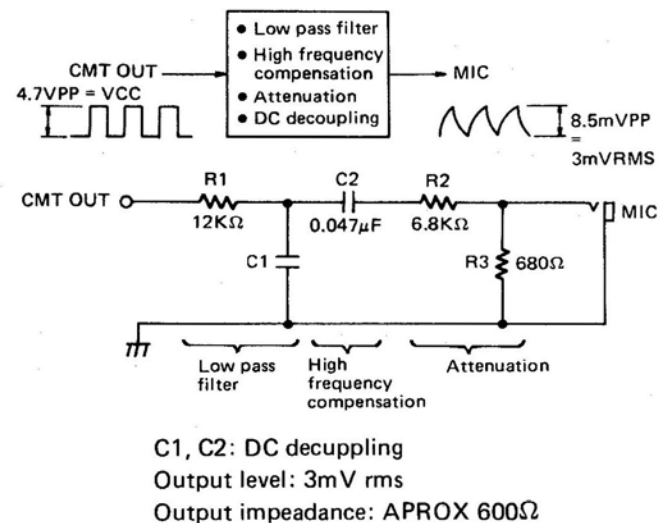 ● Low pass filter
● High frequency
compensation
● Attenuation
● DC decoupling
CMT OUT
MIC
4.7VPP = VCC
8.5mVPP
=
3mVRMS
CMT OUT
R1
12KΩ
C1
C2
0.047μF
R2
6.8KΩ
R3
680Ω
MIC
Low pass
filter
High
frequency
compensation
Attenuation
C1, C2: DC decuppling
Output level: 3mV rms
Output impeadance: APROX 600Ω